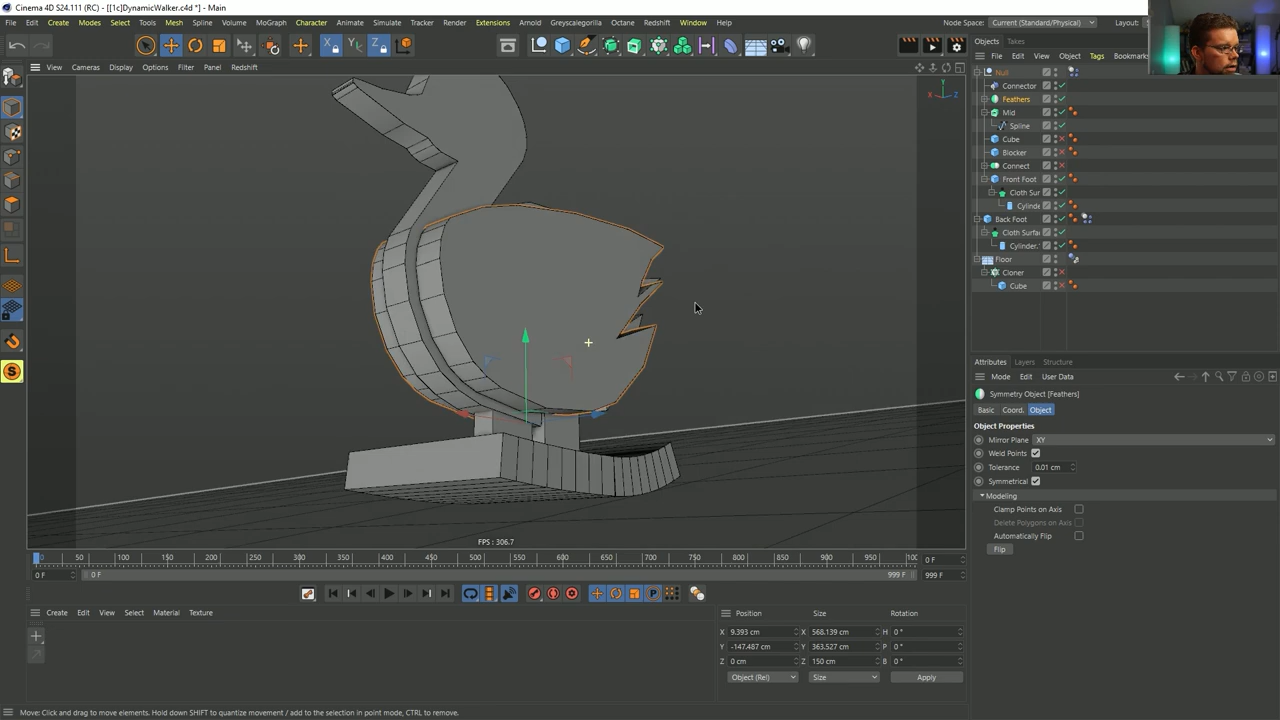 Cinema 4D S24.111 (RC) - [[1c]DynamicWalker.c4d *] - Main
File Edit Create Modes Select Tools Mesh Spline Volume MoGraph Character Animate Simulate Tracker Render Extensions Arnold Greyscalegorilla Octane Redshift Window Help Node Space: Current (Standard/Physical) Layout:
Objects Takes
File Edit View Object Tags Bookmarks
View Cameras Display Options Filter Panel Redshift
Null
Connector
Feathers
Mid
Spline
Cube
Blocker
Connect
Front Foot
Cloth Sur
Cylinde
Back Foot
Cloth Surfa
Cylinder.
Floor
Cloner
Cube
Attributes Layers Structure
Mode Edit User Data
Symmetry Object [Feathers]
Basic Coord. Object
Object Properties
Mirror Plane XY
Weld Points
Tolerance 0.01 cm
Symmetrical
Modeling
Clamp Points on Axis
Delete Polygons on Axis
Automatically Flip
Flip
FPS : 306.7
0 50 100 150 200 250 300 350 400 450 500 550 600 650 700 750 800 850 900 950 0 F
0 F 0 F 999 F 999 F
Create Edit View Select Material Texture
Position Size Rotation
X 9.393 cm X 568.139 cm H 0 °
Y -147.487 cm Y 363.527 cm P 0 °
Z 0 cm Z 150 cm B 0 °
Object (Rel) Size Apply
Move: Click and drag to move elements. Hold down SHIFT to quantize movement / add to the selection in point mode, CTRL to remove.